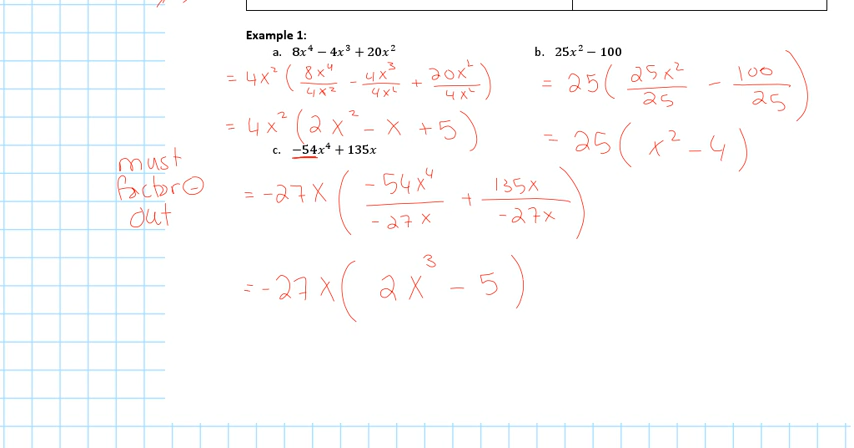 Example 1:
a. 8x⁴ − 4x³ + 20x²
b. 25x² − 100
= 4x² ( 8x⁴/4x² − 4x³/4x² + 20x²/4x² )
= 25 ( 25x²/25 − 100/25 )
= 4x² ( 2x² − x + 5 )
= 25 ( x² − 4 )
c. −54x⁴ + 135x
must
factor ⊖
out
= −27x ( −54x⁴/−27x + 135x/−27x )
= −27x ( 2x³ − 5 )